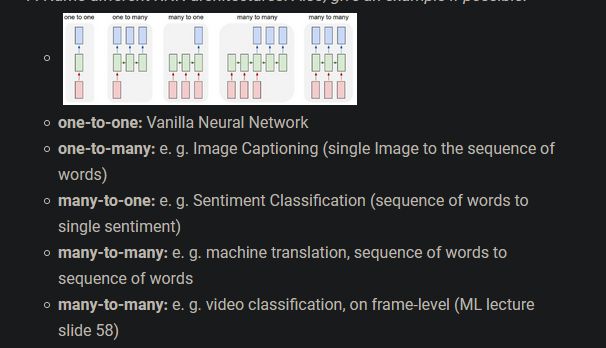 one to one one to many many to one many to many many to many
one-to-one: Vanilla Neural Network
one-to-many: e. g. Image Captioning (single Image to the sequence of
words)
many-to-one: e. g. Sentiment Classification (sequence of words to
single sentiment)
many-to-many: e. g. machine translation, sequence of words to
sequence of words
many-to-many: e. g. video classification, on frame-level (ML lecture
slide 58)